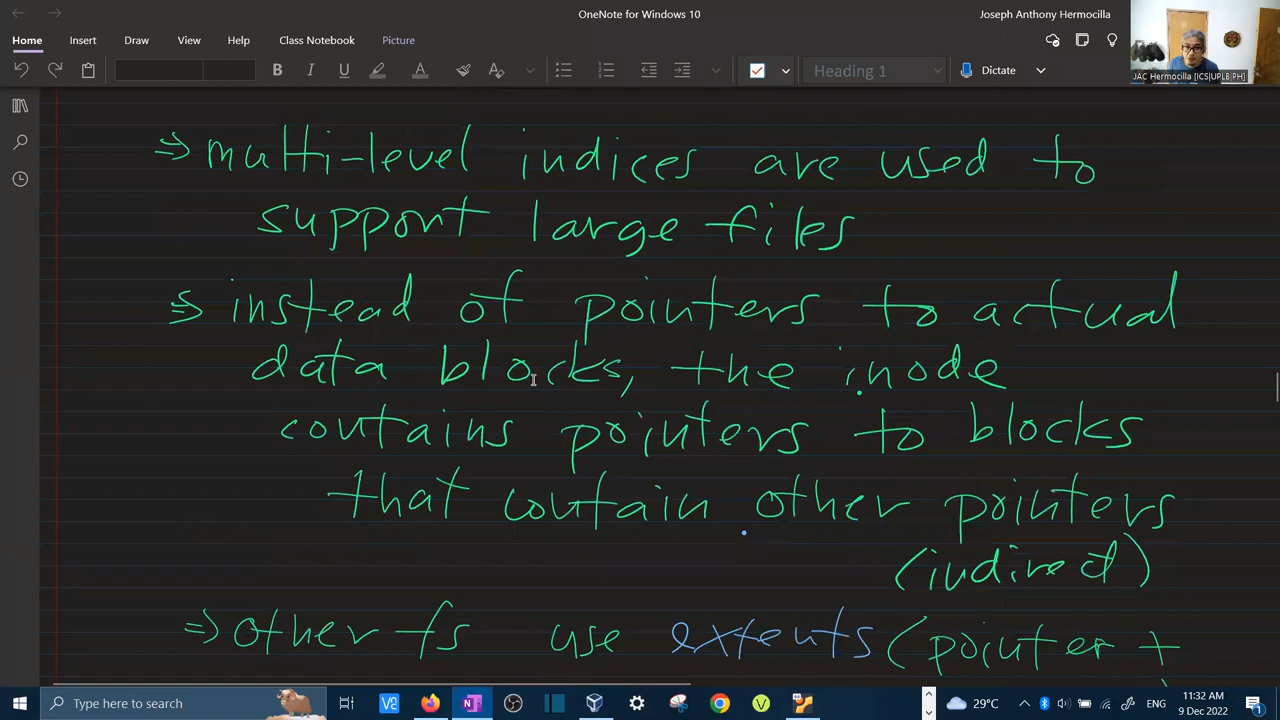 OneNote for Windows 10
Joseph Anthony Hermocilla
Home Insert Draw View Help Class Notebook Picture
Heading 1
Dictate
JAC Hermocilla [ICS|UPLB PH]
⇒ multi-level indices are used to
support large files
⇒ instead of pointers to actual
data blocks, the inode
contains pointers to blocks
that contain other pointers
(indirect)
⇒ other fs use extents (pointer +
Type here to search
29°C
11:32 AM
9 Dec 2022